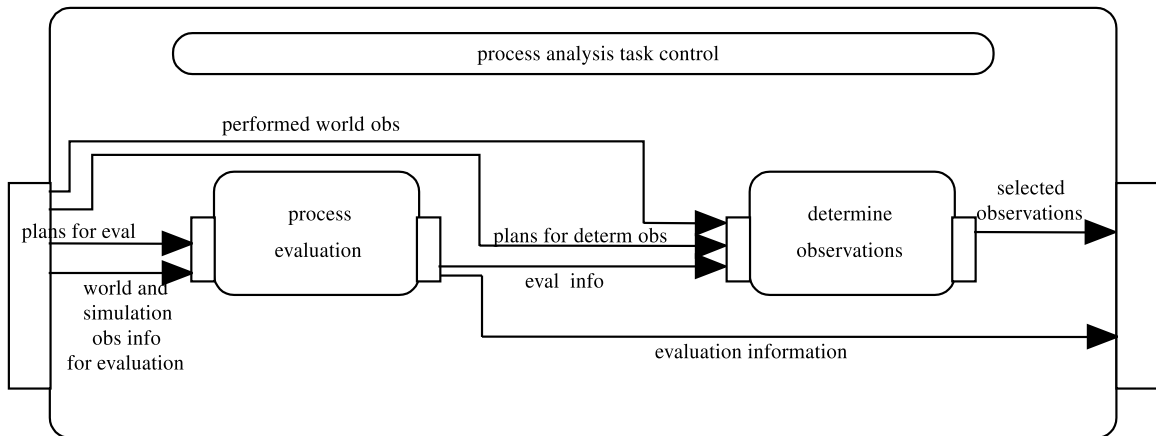 process analysis task control
performed world obs
process
evaluation
determine
observations
selected
observations
plans for eval
plans for determ obs
eval info
world and
simulation
obs info
for evaluation
evaluation information